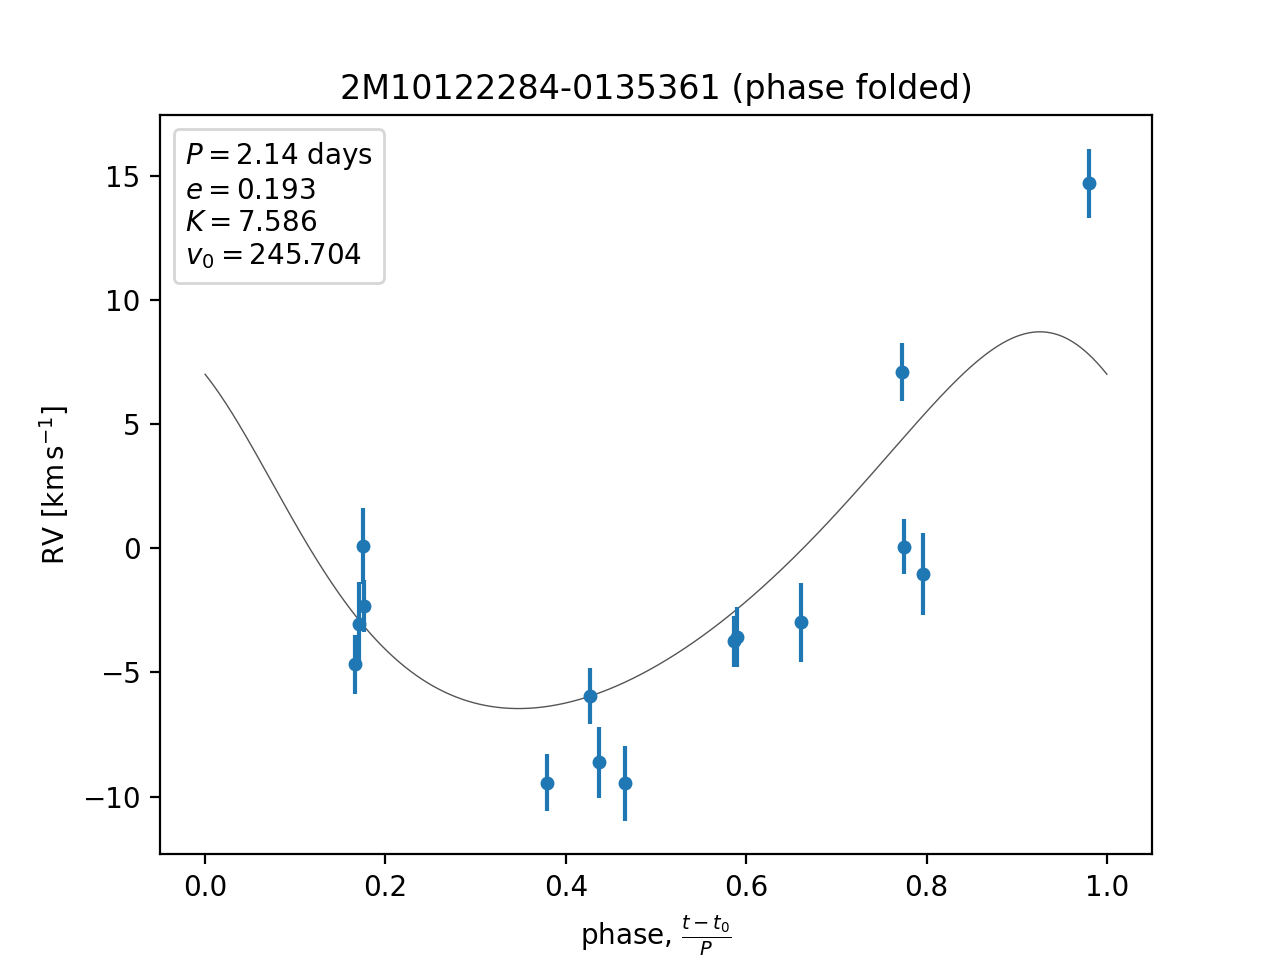 2M10122284-0135361 (phase folded)
P = 2.14 days
e = 0.193
K = 7.586
v₀ = 245.704
15
10
5
0
−5
−10
RV [km s⁻¹]
0.0 0.2 0.4 0.6 0.8 1.0
phase, (t − t₀)/P